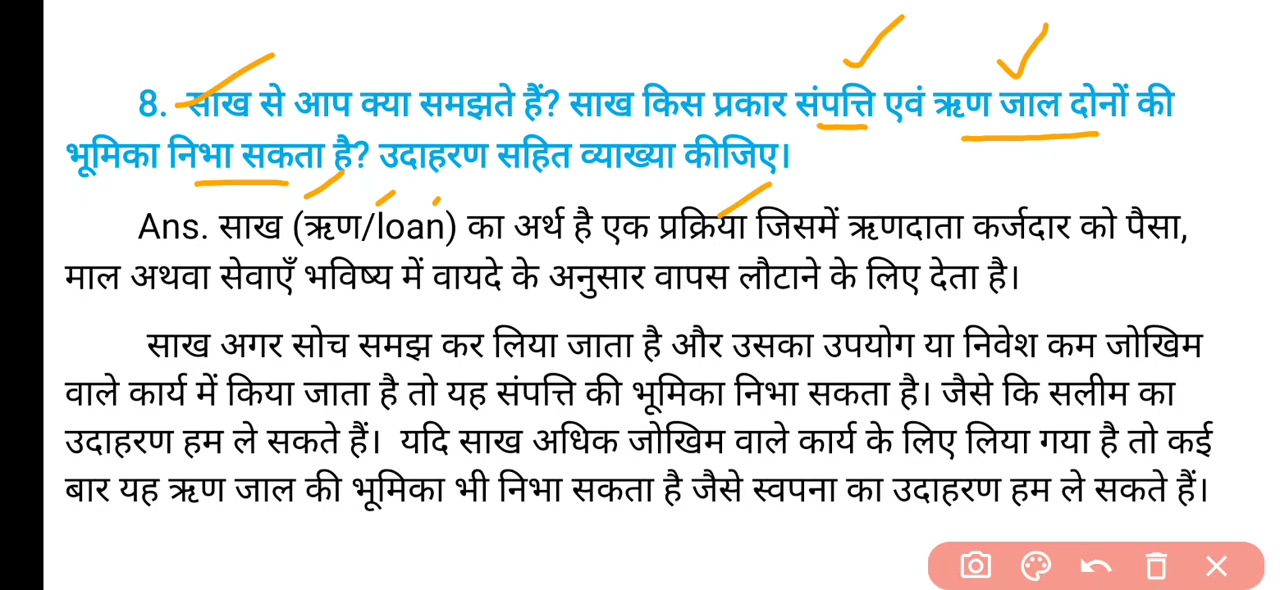 8. साख से आप क्या समझते हैं? साख किस प्रकार संपत्ति एवं ऋण जाल दोनों की
भूमिका निभा सकता है? उदाहरण सहित व्याख्या कीजिए।
Ans. साख (ऋण/loan) का अर्थ है एक प्रक्रिया जिसमें ऋणदाता कर्जदार को पैसा,
माल अथवा सेवाएँ भविष्य में वायदे के अनुसार वापस लौटाने के लिए देता है।
साख अगर सोच समझ कर लिया जाता है और उसका उपयोग या निवेश कम जोखिम
वाले कार्य में किया जाता है तो यह संपत्ति की भूमिका निभा सकता है। जैसे कि सलीम का
उदाहरण हम ले सकते हैं। यदि साख अधिक जोखिम वाले कार्य के लिए लिया गया है तो कई
बार यह ऋण जाल की भूमिका भी निभा सकता है जैसे स्वपना का उदाहरण हम ले सकते हैं।